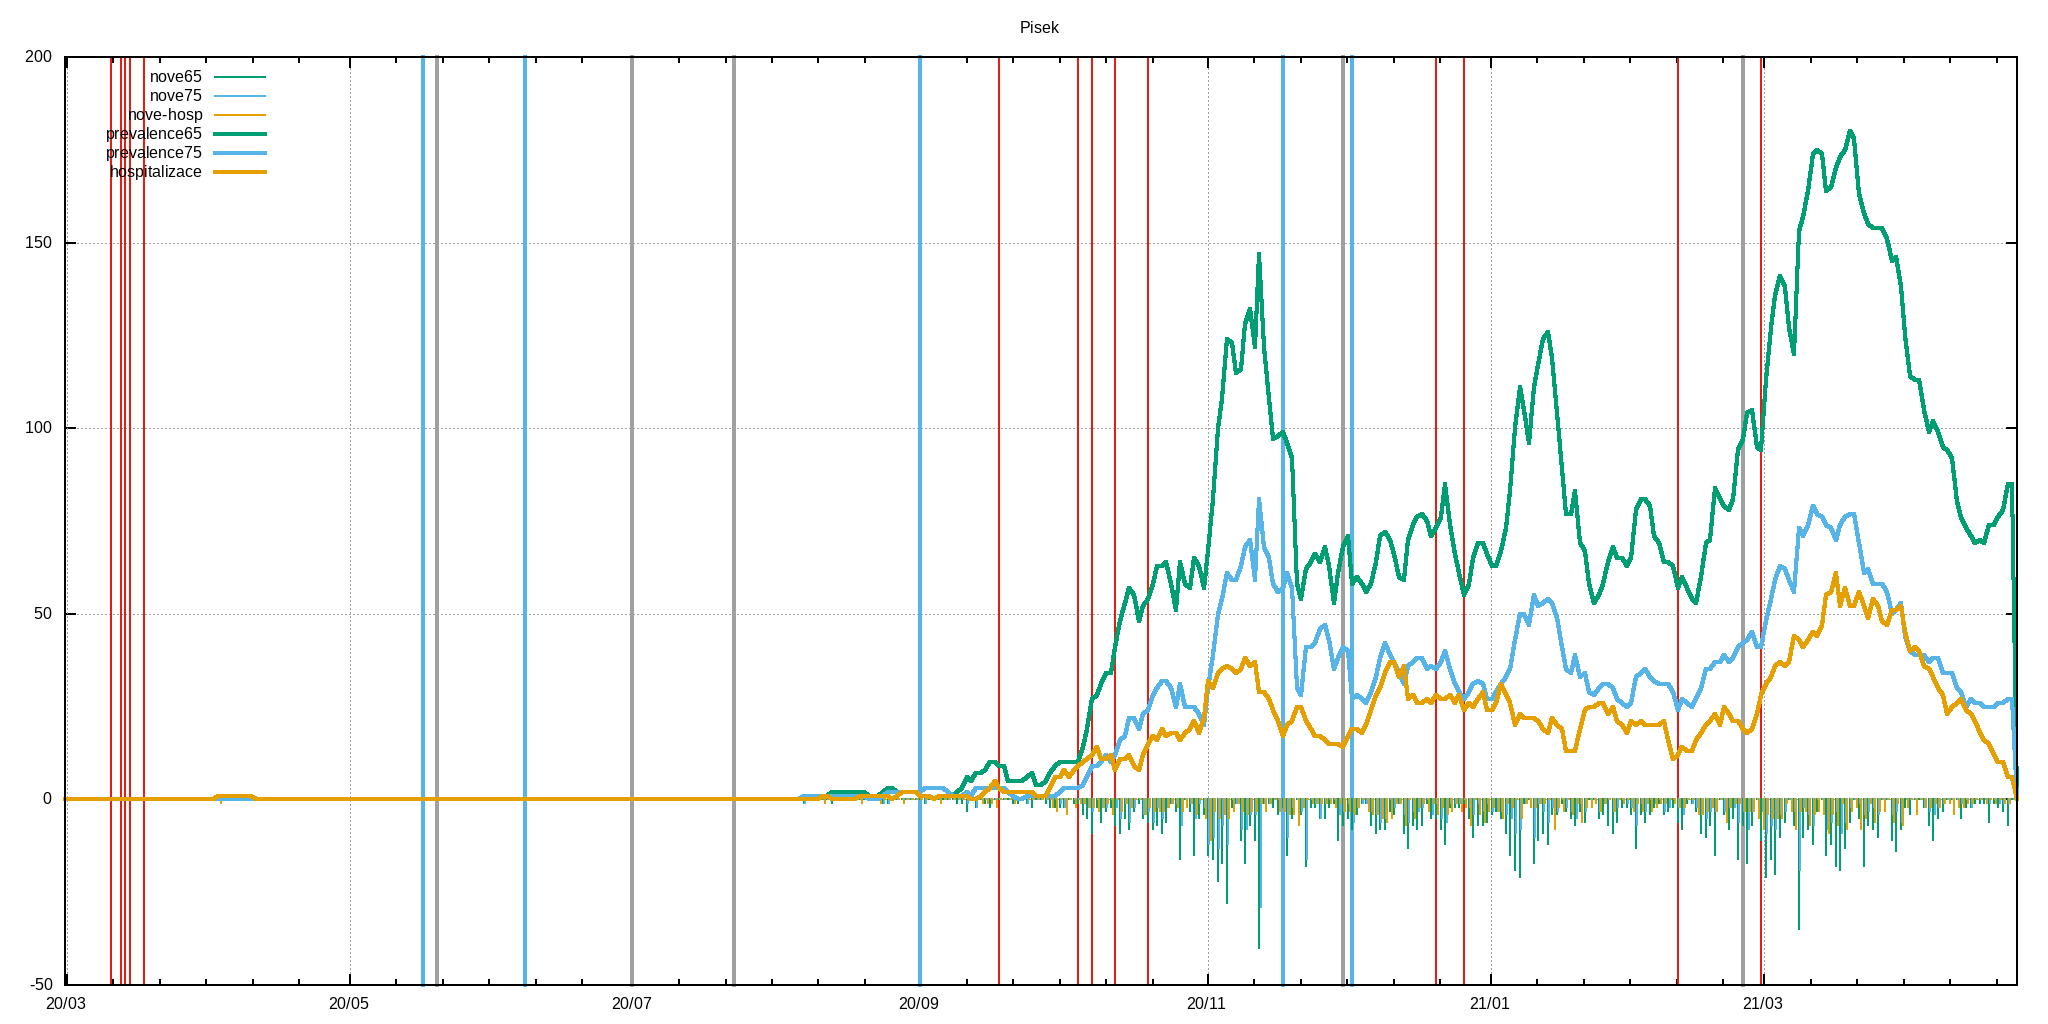 Pisek
200
150
100
50
0
-50
nove65
nove75
nove-hosp
prevalence65
prevalence75
hospitalizace
20/03 20/05 20/07 20/09 20/11 21/01 21/03